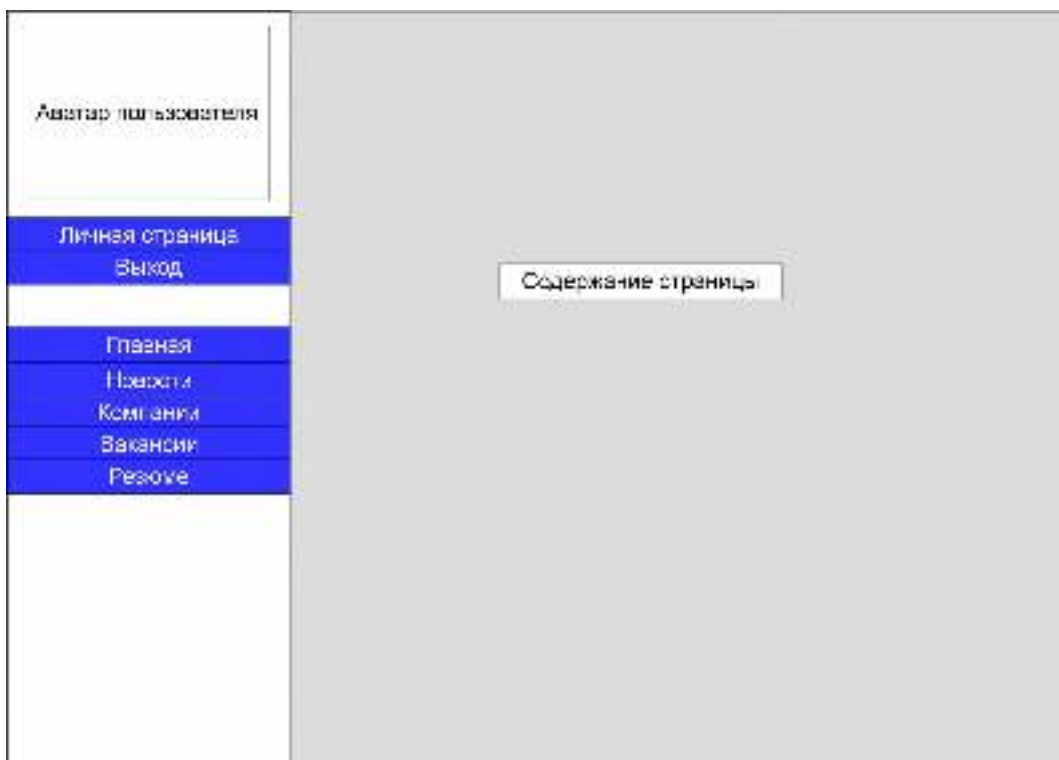 Аватар пользователя
Личная страница
Выход
Содержание страницы
Главная
Новости
Компании
Вакансии
Резюме